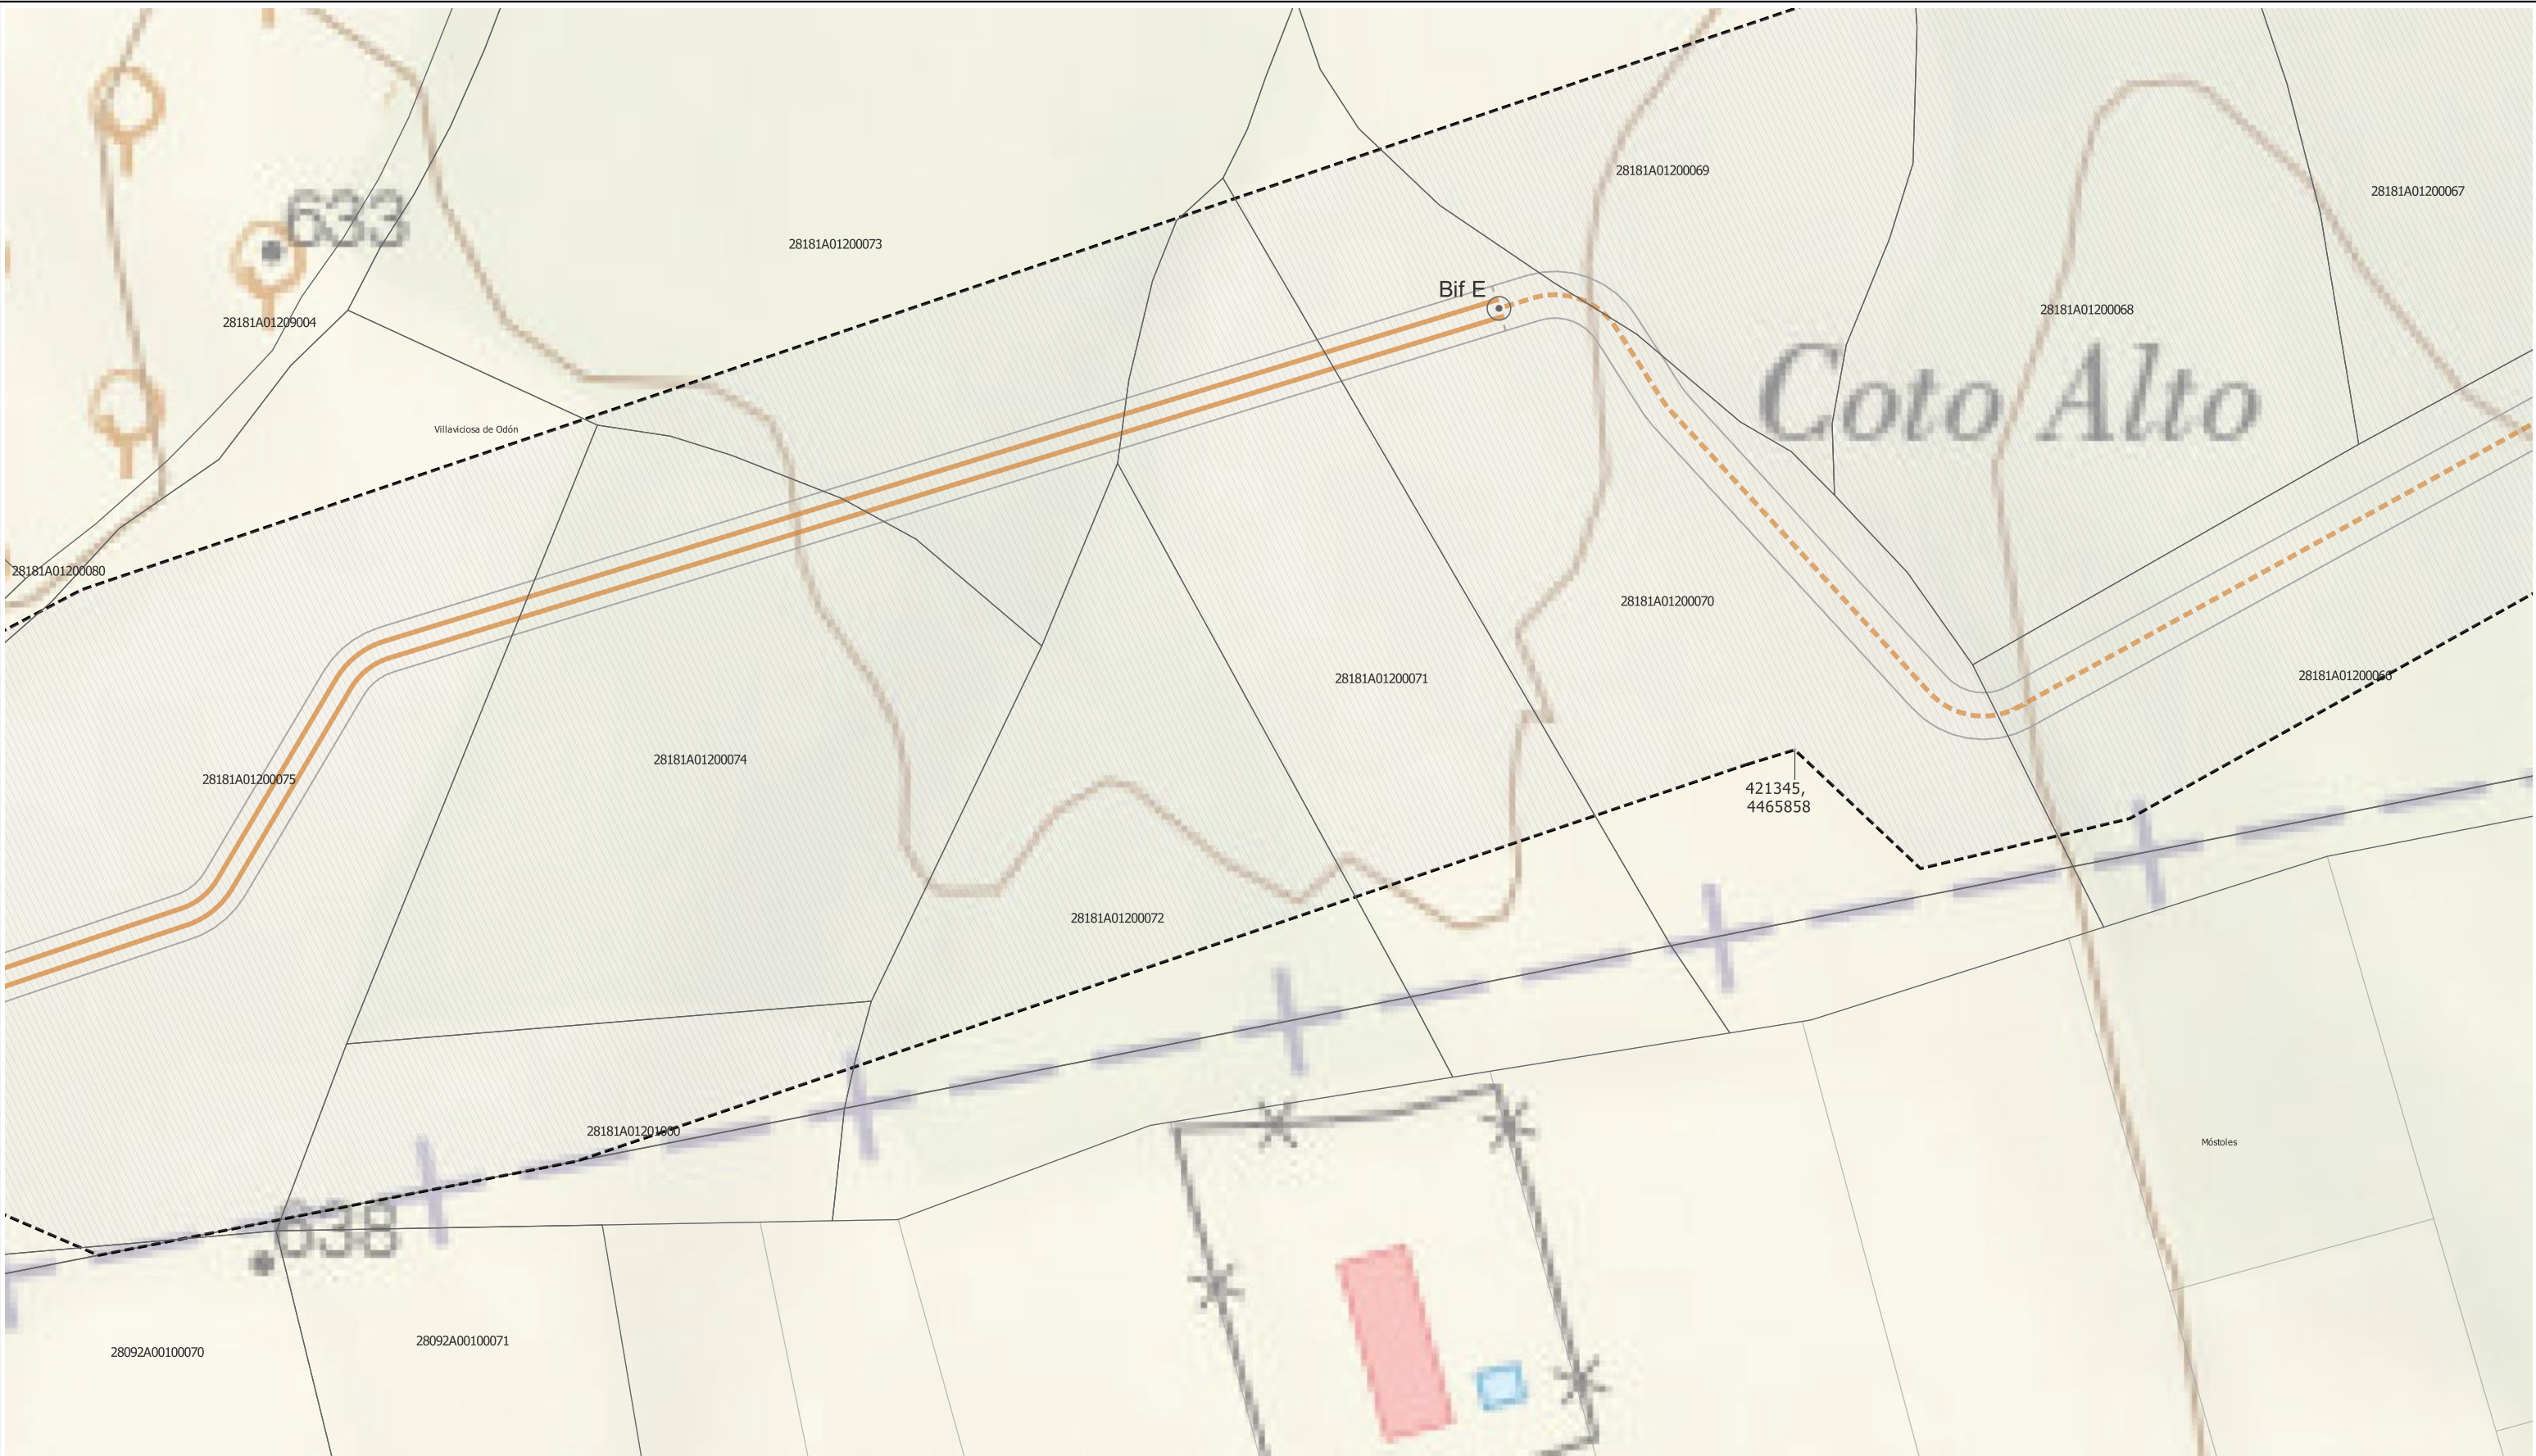 28181A01200069
28181A01200067
633
28181A01200073
Bif E
28181A01200068
28181A01209004
Coto Alto
Villaviciosa de Odón
28181A01200080
28181A01200070
28181A01200071
28181A01200066
28181A01200074
28181A01200075
421345,
4465858
28181A01200072
28181A01201000
Móstoles
638
28092A00100071
28092A00100070